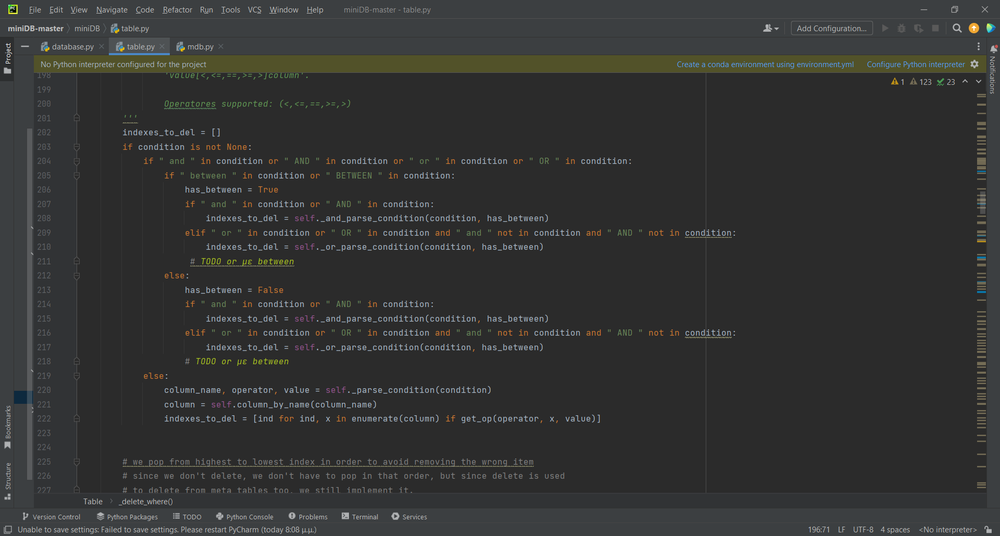 File Edit View Navigate Code Refactor Run Tools VCS Window Help miniDB-master - table.py
miniDB-master miniDB table.py Add Configuration...
Project
database.py table.py mdb.py
Notifications
No Python interpreter configured for the project Create a conda environment using environment.yml Configure Python interpreter
1 123 23
198 'value[<,<=,==,>=,>]column'.
199
200 Operatores supported: (<,<=,==,>=,>)
201 '''
202 indexes_to_del = []
203 if condition is not None:
204 if " and " in condition or " AND " in condition or " or " in condition or " OR " in condition:
205 if " between " in condition or " BETWEEN " in condition:
206 has_between = True
207 if " and " in condition or " AND " in condition:
208 indexes_to_del = self._and_parse_condition(condition, has_between)
209 elif " or " in condition or " OR " in condition and " and " not in condition and " AND " not in condition:
210 indexes_to_del = self._or_parse_condition(condition, has_between)
211 # TODO or με between
212 else:
213 has_between = False
214 if " and " in condition or " AND " in condition:
215 indexes_to_del = self._and_parse_condition(condition, has_between)
216 elif " or " in condition or " OR " in condition and " and " not in condition and " AND " not in condition:
217 indexes_to_del = self._or_parse_condition(condition, has_between)
218 # TODO or με between
219 else:
220 column_name, operator, value = self._parse_condition(condition)
221 column = self.column_by_name(column_name)
222 indexes_to_del = [ind for ind, x in enumerate(column) if get_op(operator, x, value)]
223
224
225 # we pop from highest to lowest index in order to avoid removing the wrong item
226 # since we don't delete, we don't have to pop in that order, but since delete is used
227 # to delete from meta tables too, we still implement it.
Bookmarks
Structure
Table _delete_where()
Version Control Python Packages TODO Python Console Problems Terminal Services
Unable to save settings: Failed to save settings. Please restart PyCharm (today 8:08 μ.μ.) 196:71 LF UTF-8 4 spaces <No interpreter>